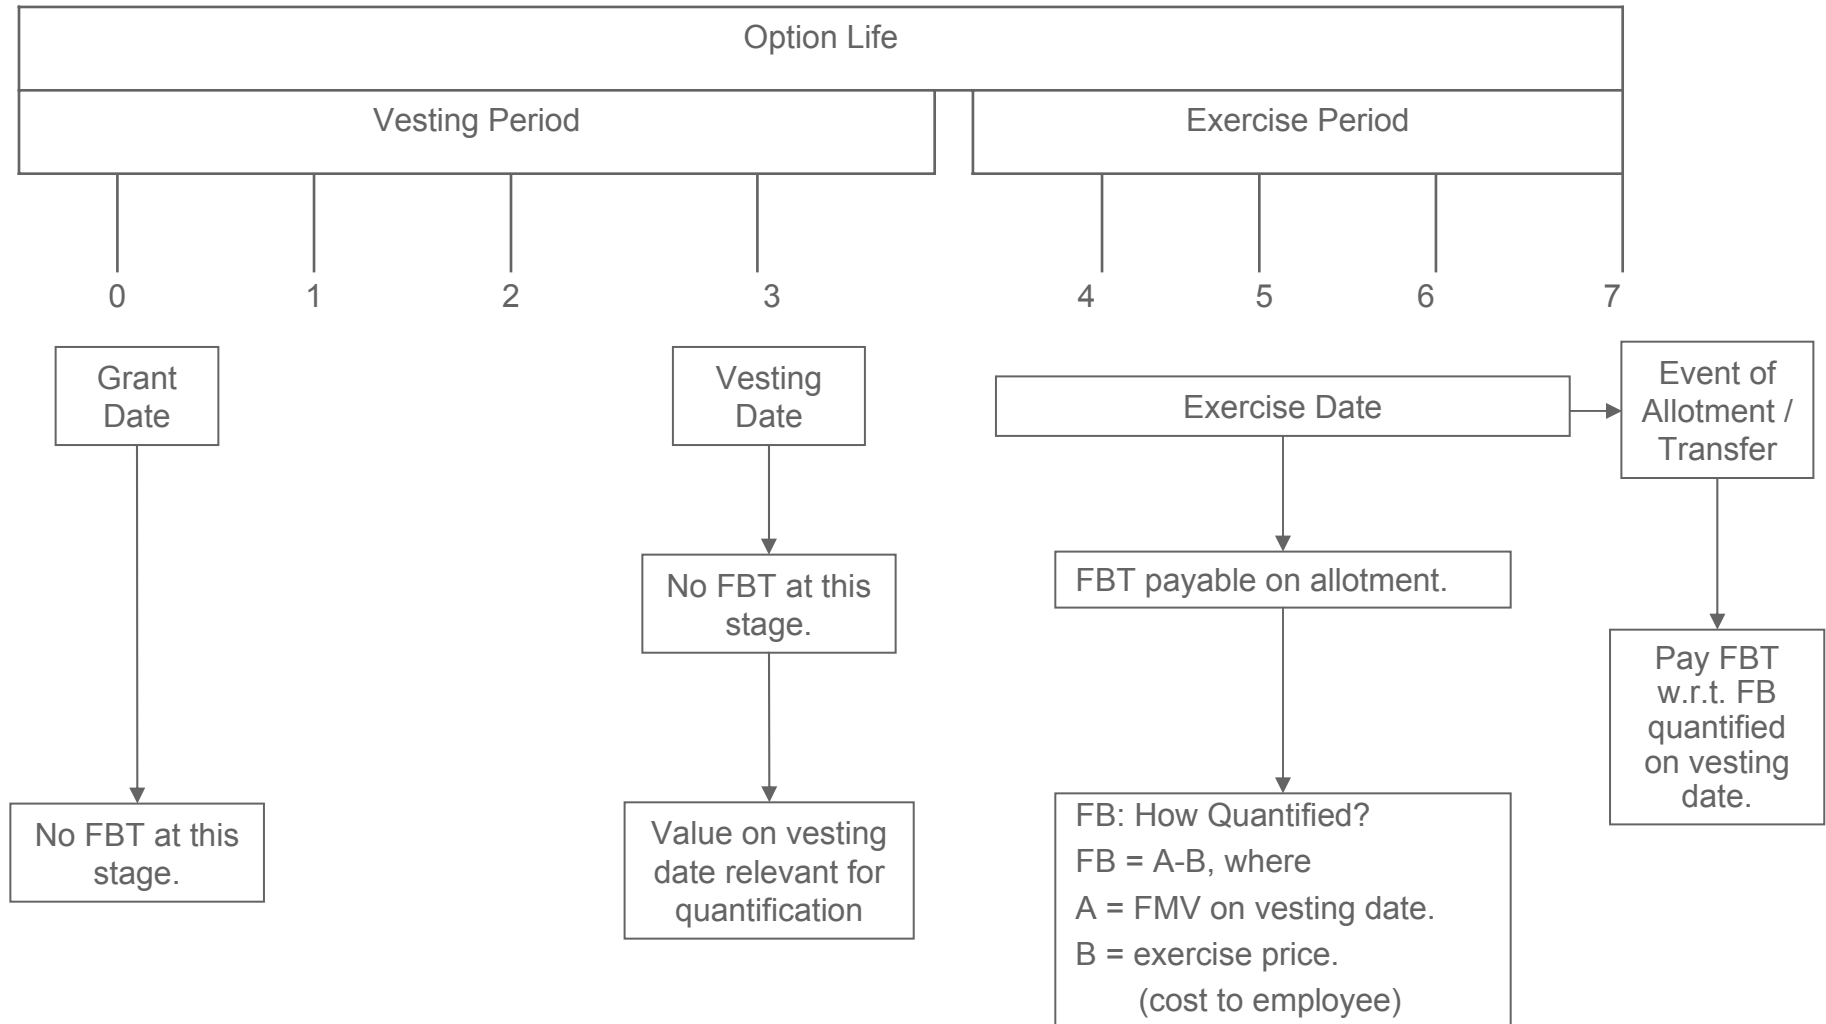 Option Life
Vesting Period
Exercise Period
0
1
2
3
4
5
6
7
Grant
Date
Vesting
Date
Exercise Date
Event of
Allotment /
Transfer
No FBT at this
stage.
FBT payable on allotment.
Pay FBT
w.r.t. FB
quantified
on vesting
date.
No FBT at this
stage.
Value on vesting
date relevant for
quantification
FB: How Quantified?
FB = A-B, where
A = FMV on vesting date.
B = exercise price.
(cost to employee)